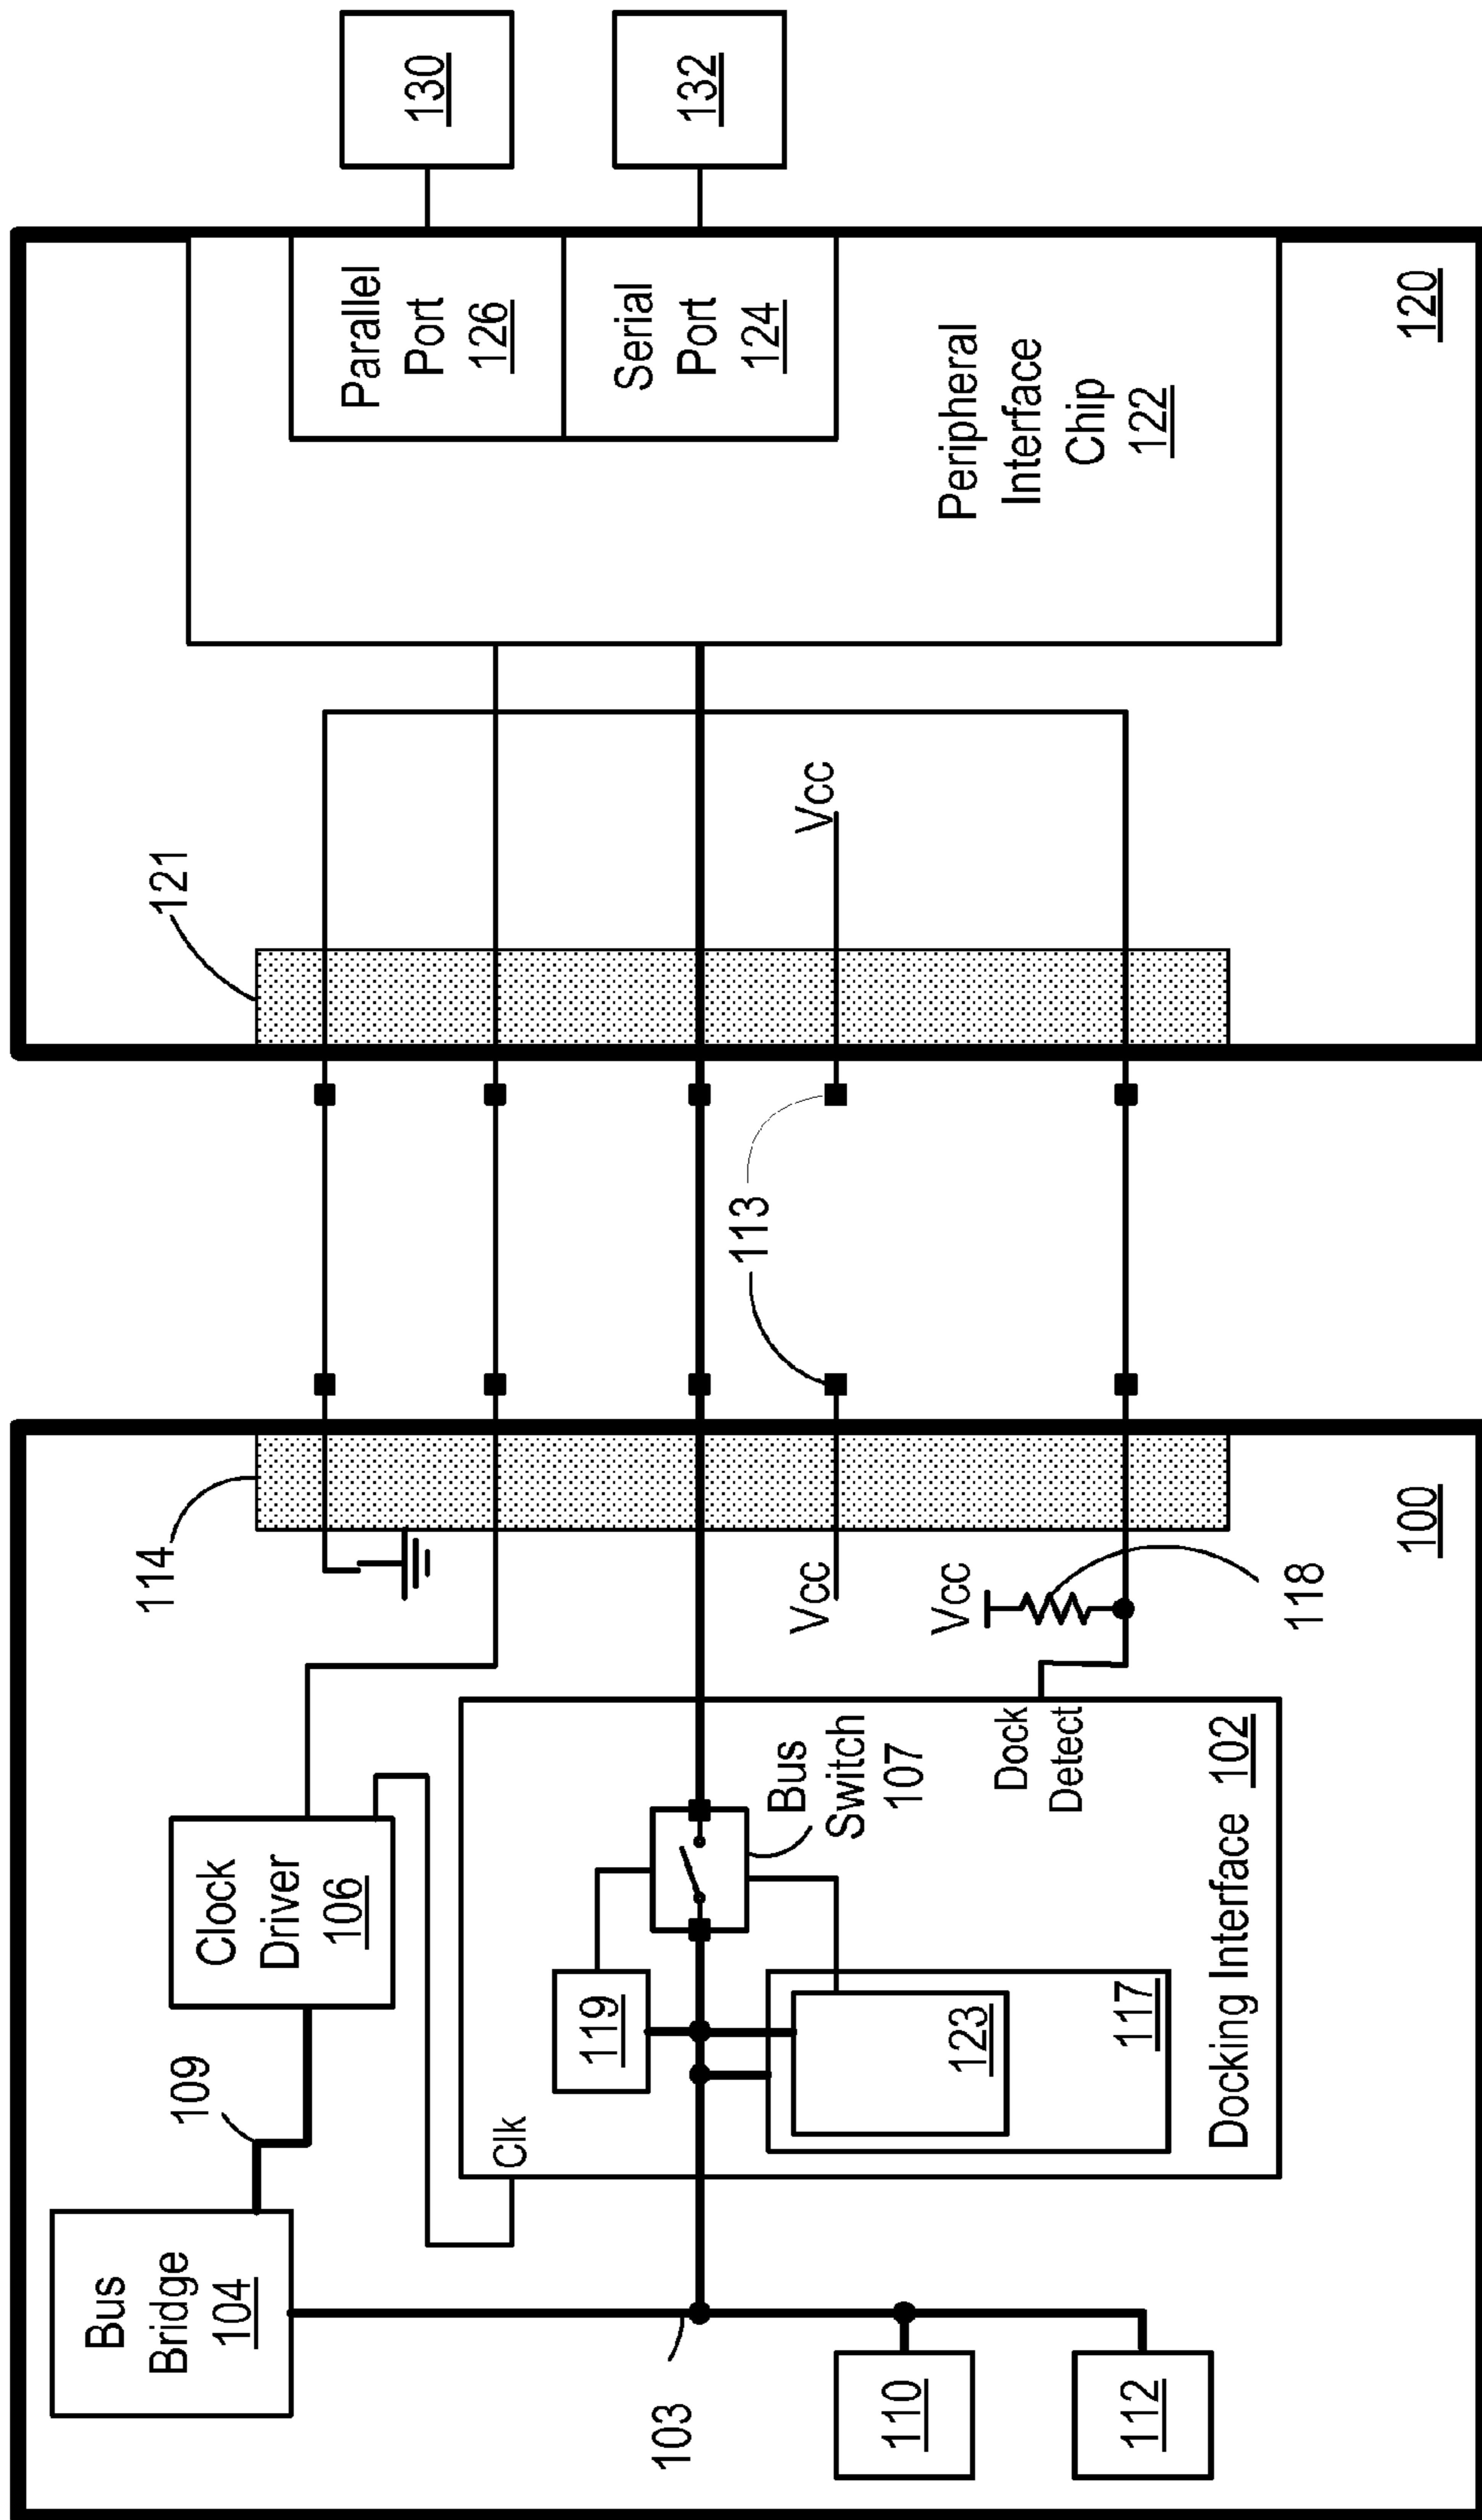 Bus
Bridge
104
109
Clock
Driver
106
114
121
Parallel
Port
126
130
Serial
Port
124
132
103
110
112
Clk
119
123
117
Bus
Switch
107
Dock
Detect
Docking Interface 102
Vcc
Vcc
118
100
113
Vcc
Peripheral
Interface
Chip
122
120